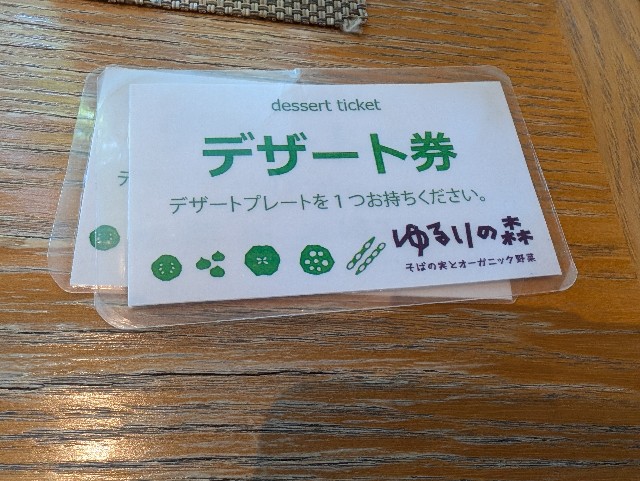 dessert ticket
デザート券
デザートプレートを1つお持ちください。
ゆるりの森
そばの実とオーガニック野菜
デ